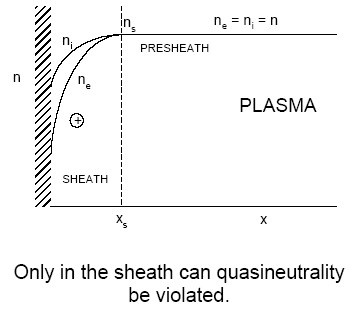 n_s
n_e = n_i = n
n_i
PRESHEATH
n
n_e
PLASMA
+
SHEATH
x_s
x
Only in the sheath can quasineutrality
be violated.